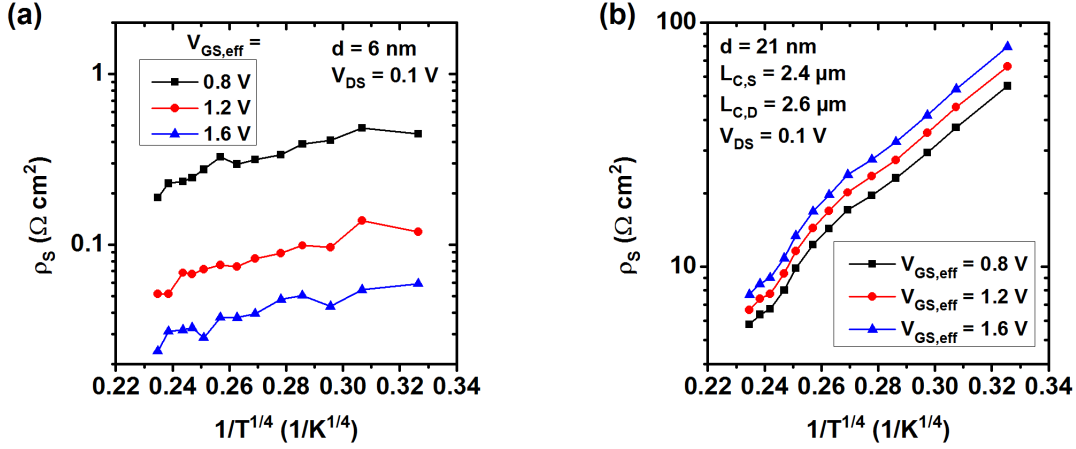 (a)
V_GS,eff =
0.8 V
1.2 V
1.6 V
d = 6 nm
V_DS = 0.1 V
1
0.1
ρ_S (Ω cm²)
0.22 0.24 0.26 0.28 0.30 0.32 0.34
1/T^1/4 (1/K^1/4)
(b)
d = 21 nm
L_C,S = 2.4 µm
L_C,D = 2.6 µm
V_DS = 0.1 V
100
10
ρ_S (Ω cm²)
V_GS,eff = 0.8 V
V_GS,eff = 1.2 V
V_GS,eff = 1.6 V
0.22 0.24 0.26 0.28 0.30 0.32 0.34
1/T^1/4 (1/K^1/4)